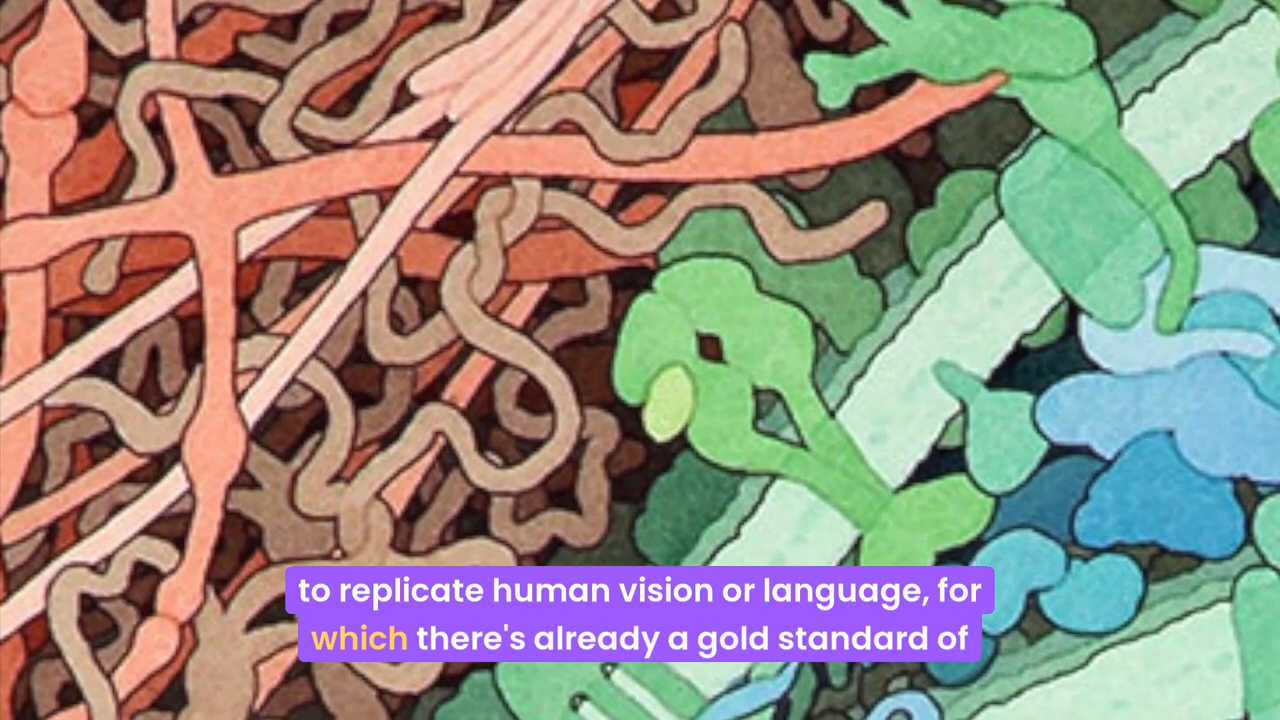 to replicate human vision or language, for
which there's already a gold standard of